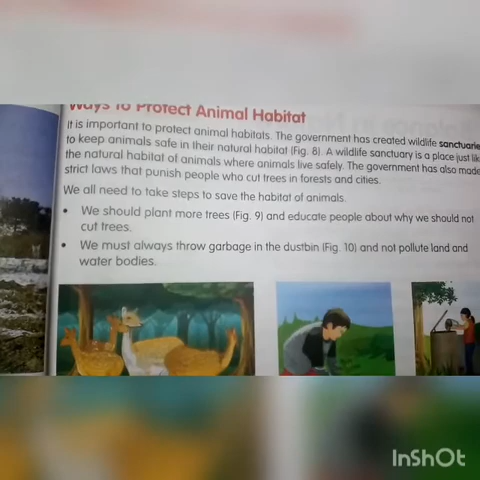 Ways to Protect Animal Habitat
It is important to protect animal habitats. The government has created wildlife sanctuarie
to keep animals safe in their natural habitat (Fig. 8). A wildlife sanctuary is a place just lik
the natural habitat of animals where animals live safely. The government has also made
strict laws that punish people who cut trees in forests and cities.
We all need to take steps to save the habitat of animals.
• We should plant more trees (Fig. 9) and educate people about why we should not
cut trees.
• We must always throw garbage in the dustbin (Fig. 10) and not pollute land and
water bodies.
InShOt